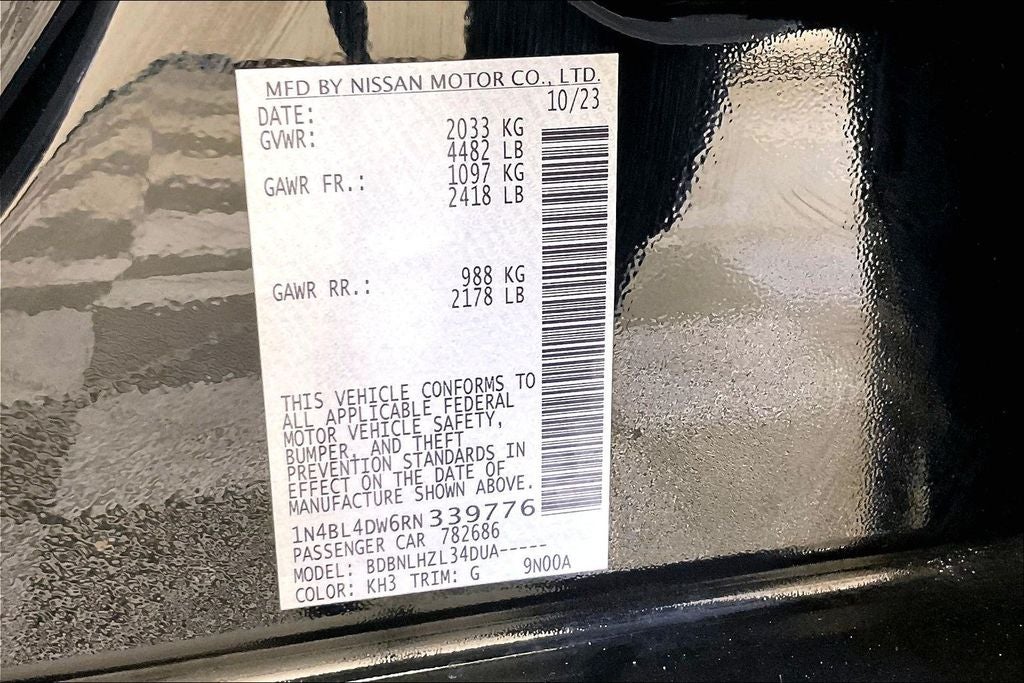 MFD BY NISSAN MOTOR CO., LTD.
DATE: 10/23
GVWR: 2033 KG
4482 LB
GAWR FR.: 1097 KG
2418 LB
GAWR RR.: 988 KG
2178 LB
THIS VEHICLE CONFORMS TO
ALL APPLICABLE FEDERAL
MOTOR VEHICLE SAFETY,
BUMPER, AND THEFT
PREVENTION STANDARDS IN
EFFECT ON THE DATE OF
MANUFACTURE SHOWN ABOVE.
1N4BL4DW6RN339776
PASSENGER CAR 782686
MODEL: BDBNLHZL34DUA-----
COLOR: KH3 TRIM: G 9N00A